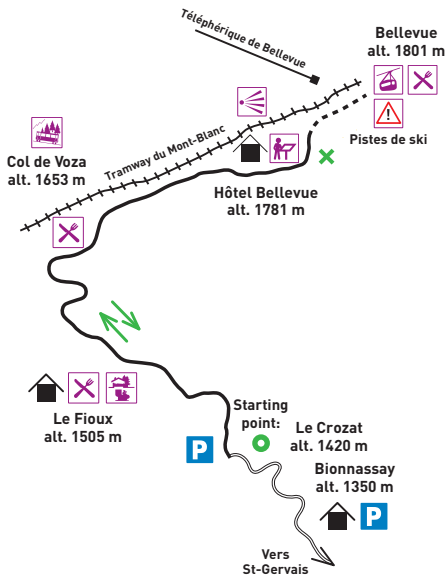 Téléphérique de Bellevue
Bellevue
alt. 1801 m
!
Pistes de ski
Tramway du Mont-Blanc
Col de Voza
alt. 1653 m
Hôtel Bellevue
alt. 1781 m
Le Fioux
alt. 1505 m
Starting
point:
Le Crozat
alt. 1420 m
P
Bionnassay
alt. 1350 m
P
Vers
St-Gervais